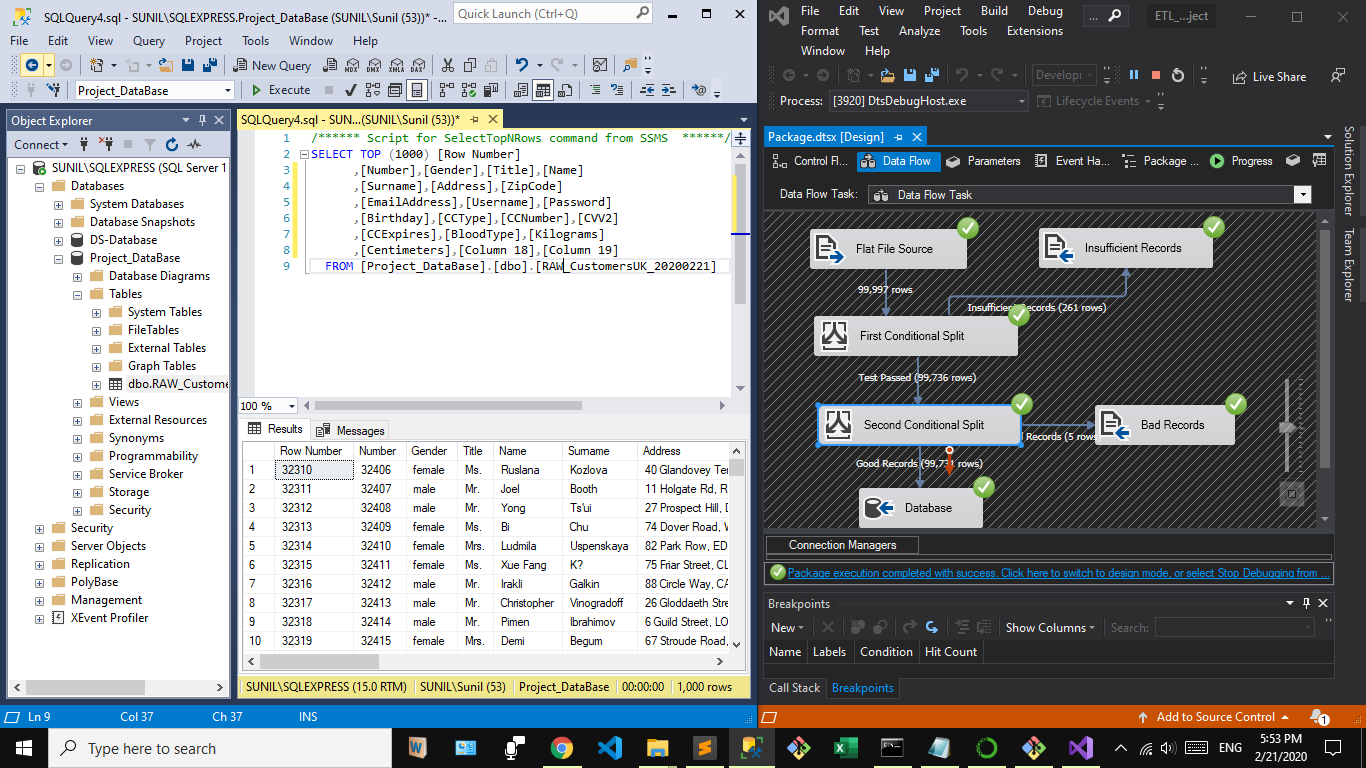 SQLQuery4.sql - SUNIL\SQLEXPRESS.Project_DataBase (SUNIL\Sunil (53))* -...
Quick Launch (Ctrl+Q)
File Edit View Query Project Tools Window Help
New Query
MDX DMX XMLA DAX
Project_DataBase
Execute
Object Explorer
Connect
SUNIL\SQLEXPRESS (SQL Server 1
Databases
System Databases
Database Snapshots
DS-Database
Project_DataBase
Database Diagrams
Tables
System Tables
FileTables
External Tables
Graph Tables
dbo.RAW_Custome
Views
External Resources
Synonyms
Programmability
Service Broker
Storage
Security
Security
Server Objects
Replication
PolyBase
Management
XEvent Profiler
SQLQuery4.sql - SUN...(SUNIL\Sunil (53))*
1 /****** Script for SelectTopNRows command from SSMS ******/
2 SELECT TOP (1000) [Row Number]
3 ,[Number],[Gender],[Title],[Name]
4 ,[Surname],[Address],[ZipCode]
5 ,[EmailAddress],[Username],[Password]
6 ,[Birthday],[CCType],[CCNumber],[CVV2]
7 ,[CCExpires],[BloodType],[Kilograms]
8 ,[Centimeters],[Column 18],[Column 19]
9 FROM [Project_DataBase].[dbo].[RAW_CustomersUK_20200221]
100 %
Results Messages
Row Number Number Gender Title Name Surname Address
1 32310 32406 female Ms. Ruslana Kozlova 40 Glandovey Ter
2 32311 32407 male Mr. Joel Booth 11 Holgate Rd, R
3 32312 32408 male Mr. Yong Ts'ui 27 Prospect Hill, D
4 32313 32409 female Ms. Bi Chu 74 Dover Road, W
5 32314 32410 female Mrs. Ludmila Uspenskaya 82 Park Row, ED
6 32315 32411 female Ms. Xue Fang K? 75 Friar Street, CL
7 32316 32412 male Mr. Irakli Galkin 88 Circle Way, CA
8 32317 32413 male Mr. Christopher Vinogradoff 26 Gloddaeth Stre
9 32318 32414 male Mr. Pimen Ibrahimov 6 Guild Street, LO
10 32319 32415 female Mrs. Demi Begum 67 Stroude Road,
SUNIL\SQLEXPRESS (15.0 RTM) SUNIL\Sunil (53) Project_DataBase 00:00:00 1,000 rows
Ln 9 Col 37 Ch 37 INS
File Edit View Project Build Debug
... ETL_...ject
Format Test Analyze Tools Extensions
Window Help
Develop
Live Share
Process: [3920] DtsDebugHost.exe
Lifecycle Events
Package.dtsx [Design]
Control Fl... Data Flow Parameters Event Ha... Package ... Progress
Data Flow Task: Data Flow Task
Flat File Source
Insufficient Records
99,997 rows
Insufficient Records (261 rows)
First Conditional Split
Test Passed (99,736 rows)
Second Conditional Split
Records (5 rows
Bad Records
Good Records (99,731 rows)
Database
Connection Managers
Package execution completed with success. Click here to switch to design mode, or select Stop Debugging from ...
Breakpoints
New
Show Columns
Search:
Name Labels Condition Hit Count
Call Stack Breakpoints
Solution Explorer
Team Explorer
Add to Source Control
1
Type here to search
ENG
5:53 PM
2/21/2020